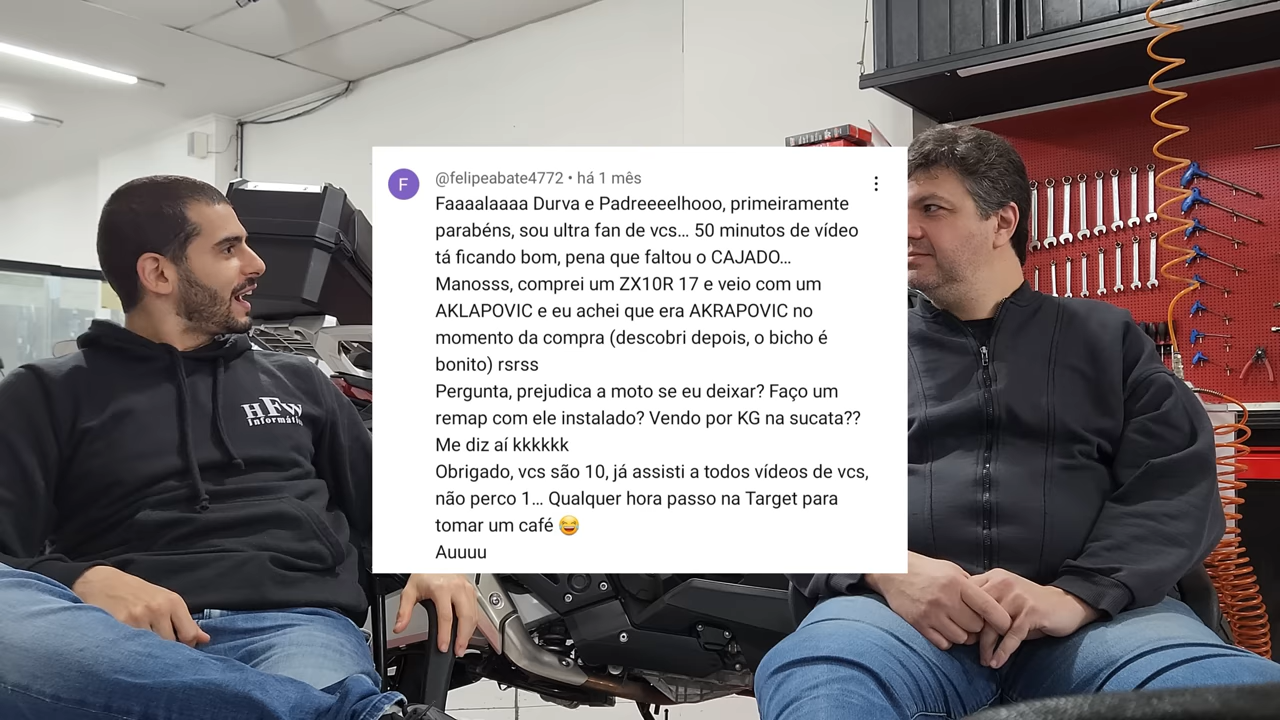 F
@felipeabate4772 • há 1 mês
Faaaalaaaa Durva e Padreeeelhooo, primeiramente
parabéns, sou ultra fan de vcs... 50 minutos de vídeo
tá ficando bom, pena que faltou o CAJADO...
Manosss, comprei um ZX10R 17 e veio com um
AKLAPOVIC e eu achei que era AKRAPOVIC no
momento da compra (descobri depois, o bicho é
bonito) rsrss
Pergunta, prejudica a moto se eu deixar? Faço um
remap com ele instalado? Vendo por KG na sucata??
Me diz aí kkkkkk
Obrigado, vcs são 10, já assisti a todos vídeos de vcs,
não perco 1... Qualquer hora passo na Target para
tomar um café 😂
Auuuu
HFW
Informátic